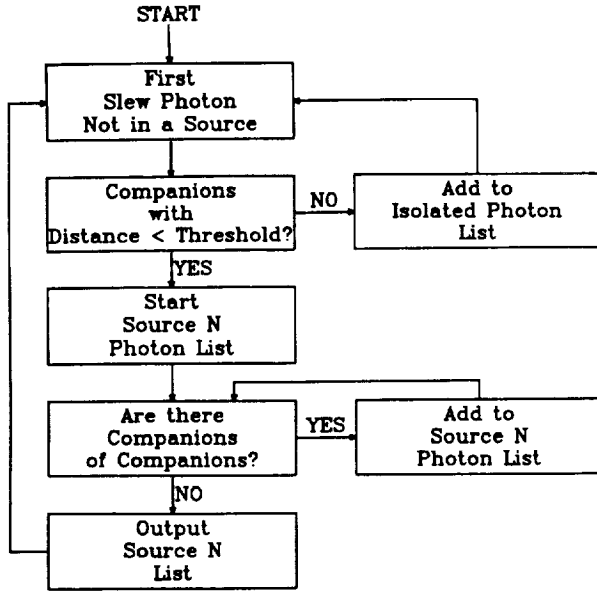 START
First
Slew Photon
Not in a Source
Companions
with
Distance < Threshold?
NO
Add to
Isolated Photon
List
YES
Start
Source N
Photon List
Are there
Companions
of Companions?
YES
Add to
Source N
Photon List
NO
Output
Source N
List